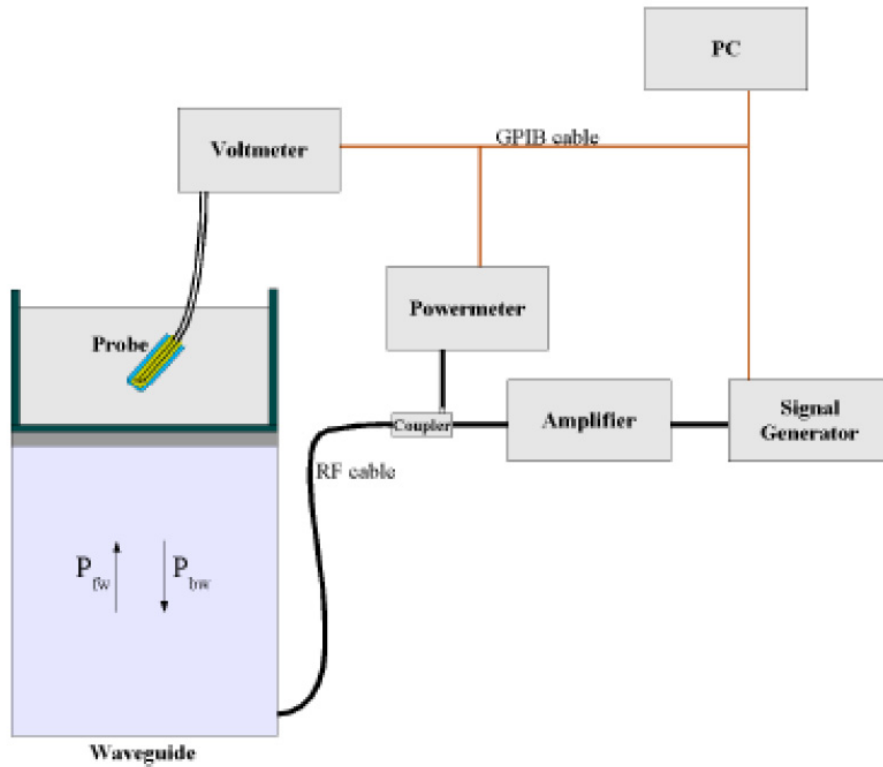 PC
Voltmeter
GPIB cable
Powermeter
Probe
Coupler
Amplifier
Signal
Generator
RF cable
P fw
P bw
Waveguide